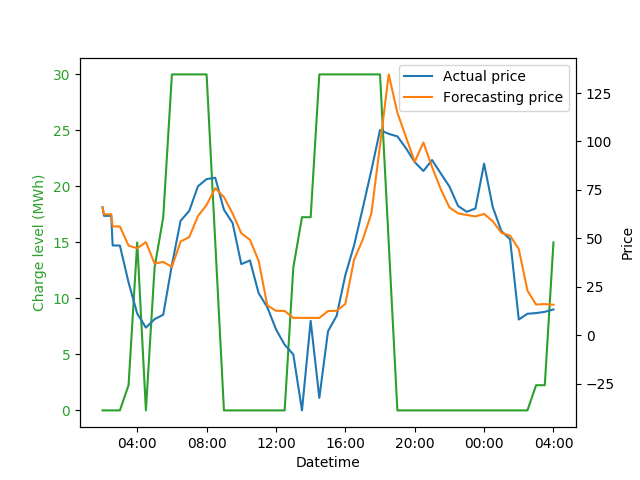 Actual price
Forecasting price
30
25
20
15
10
5
0
Charge level (MWh)
125
100
75
50
25
0
−25
Price
04:00 08:00 12:00 16:00 20:00 00:00 04:00
Datetime